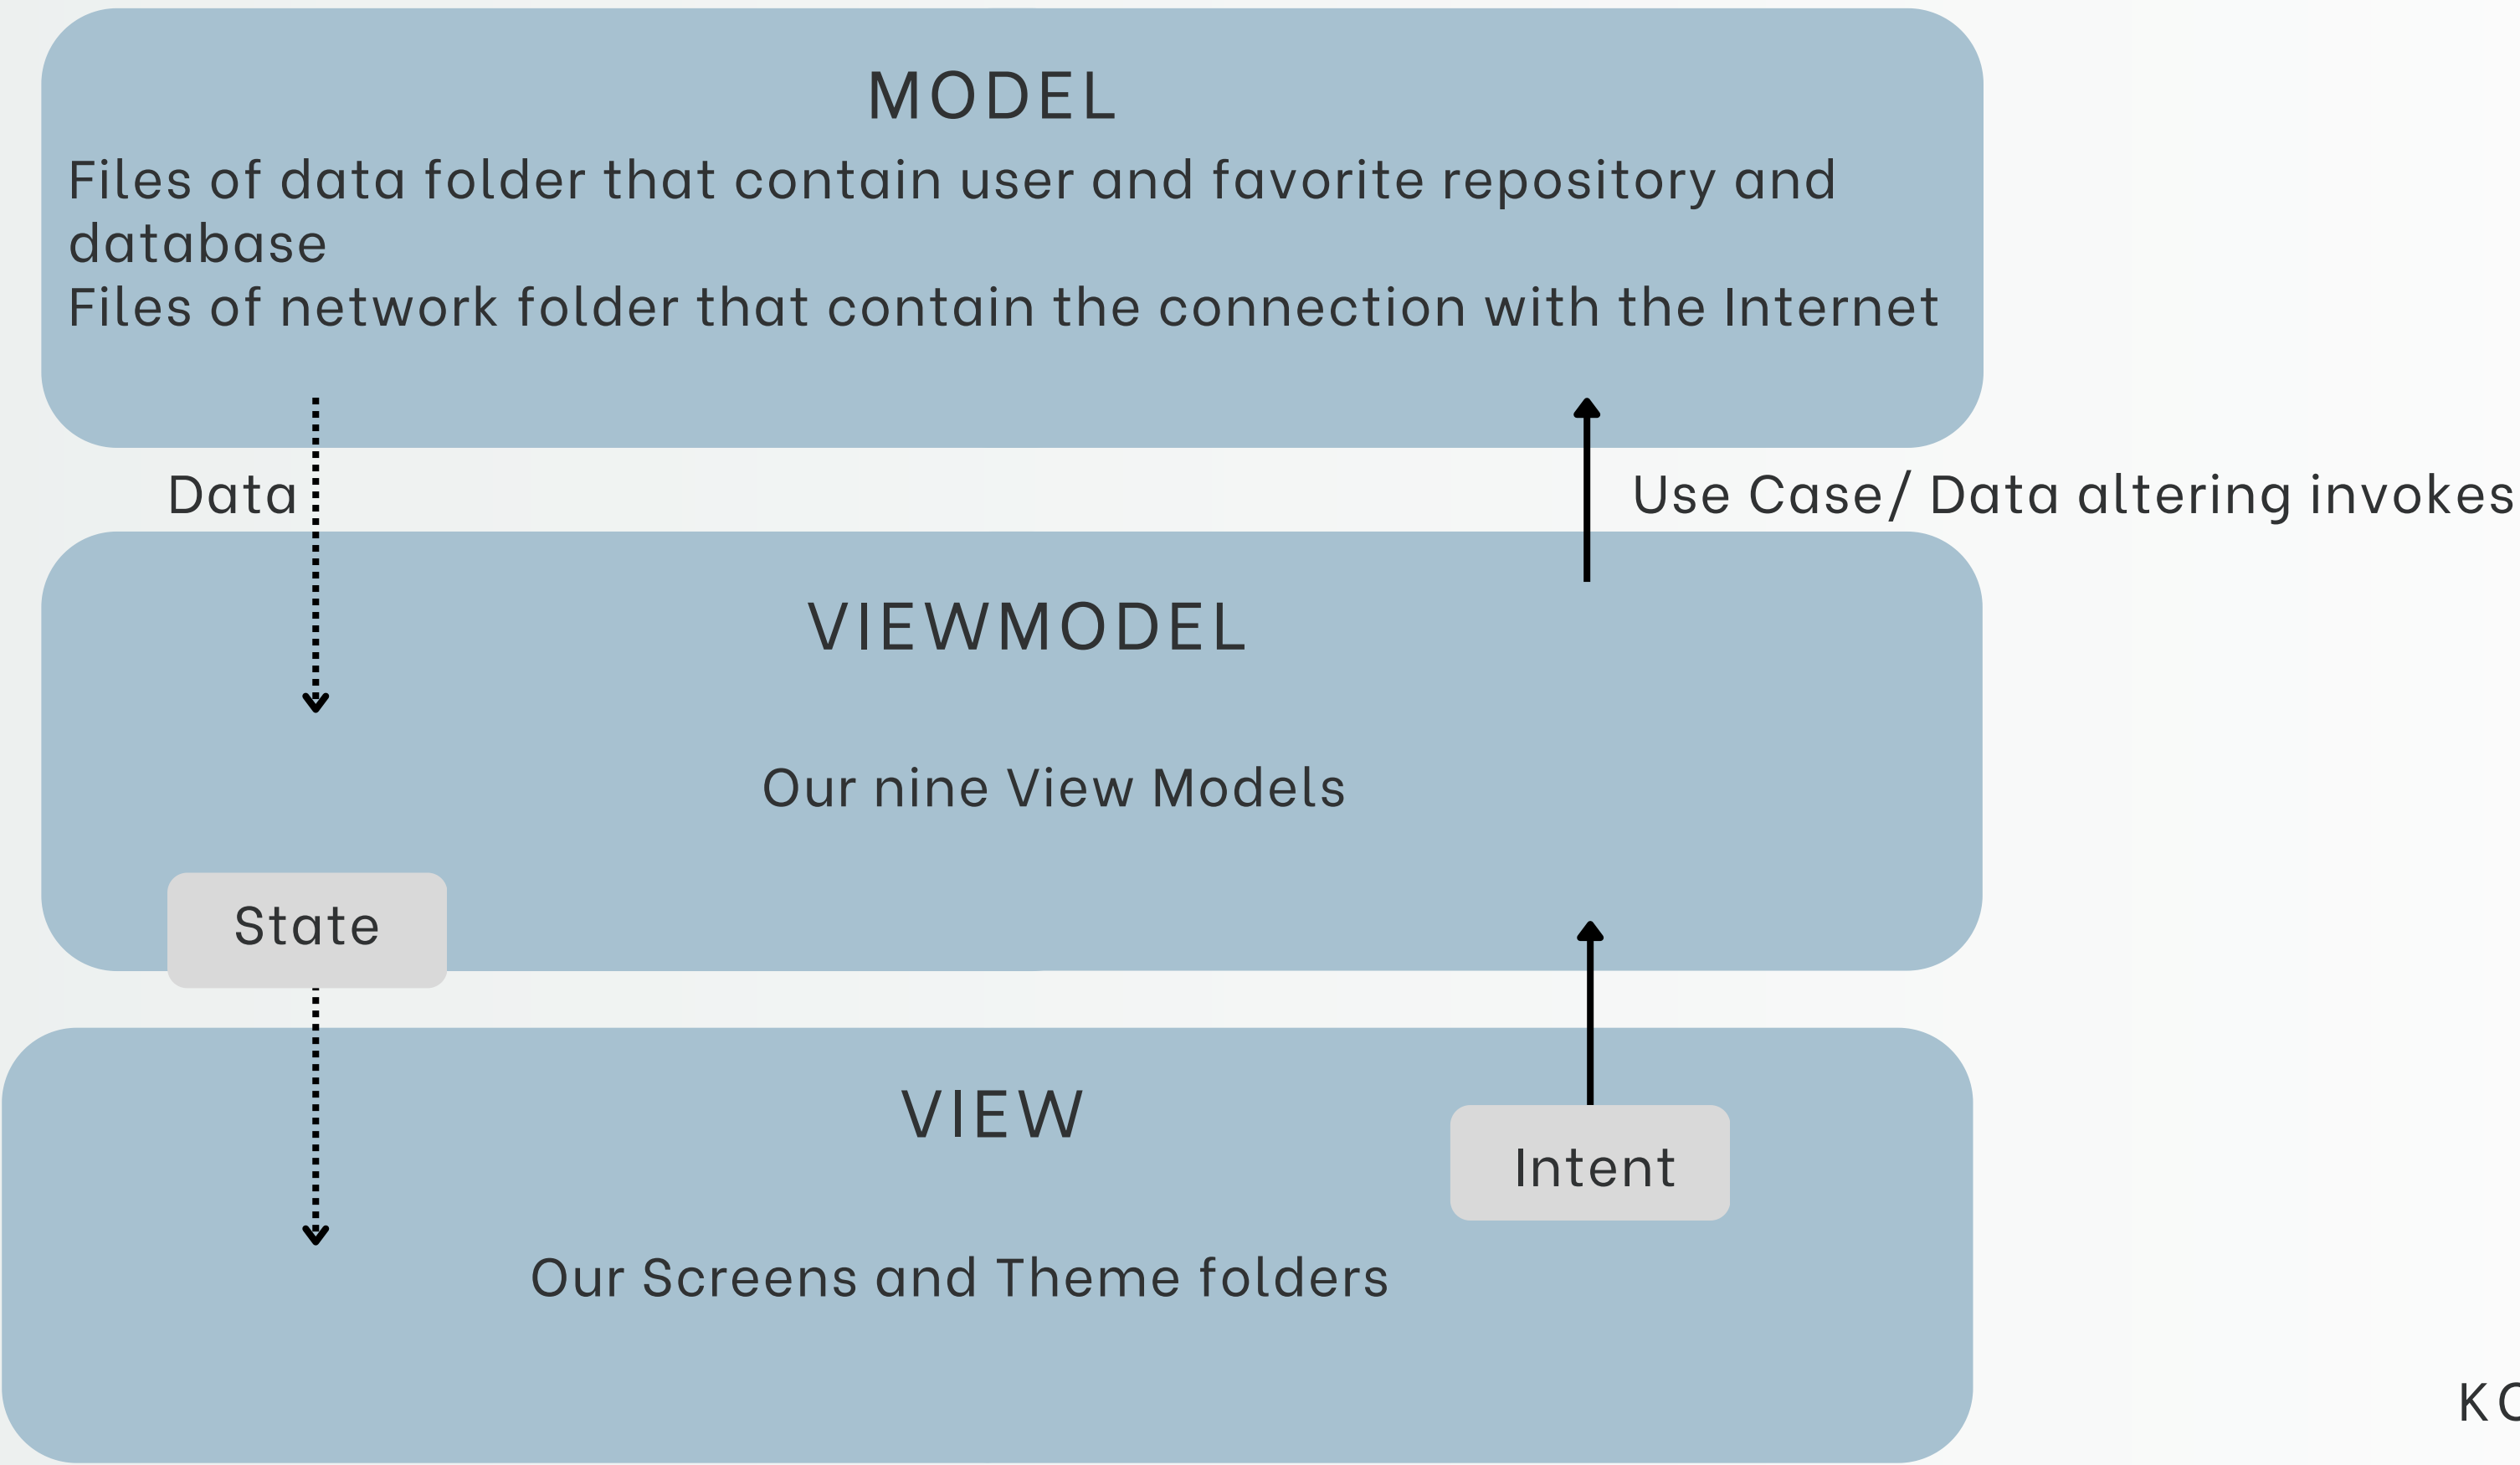 MODEL
Files of data folder that contain user and favorite repository and
database
Files of network folder that contain the connection with the Internet
Data
Use Case/ Data altering invokes
VIEWMODEL
Our nine View Models
State
VIEW
Intent
Our Screens and Theme folders